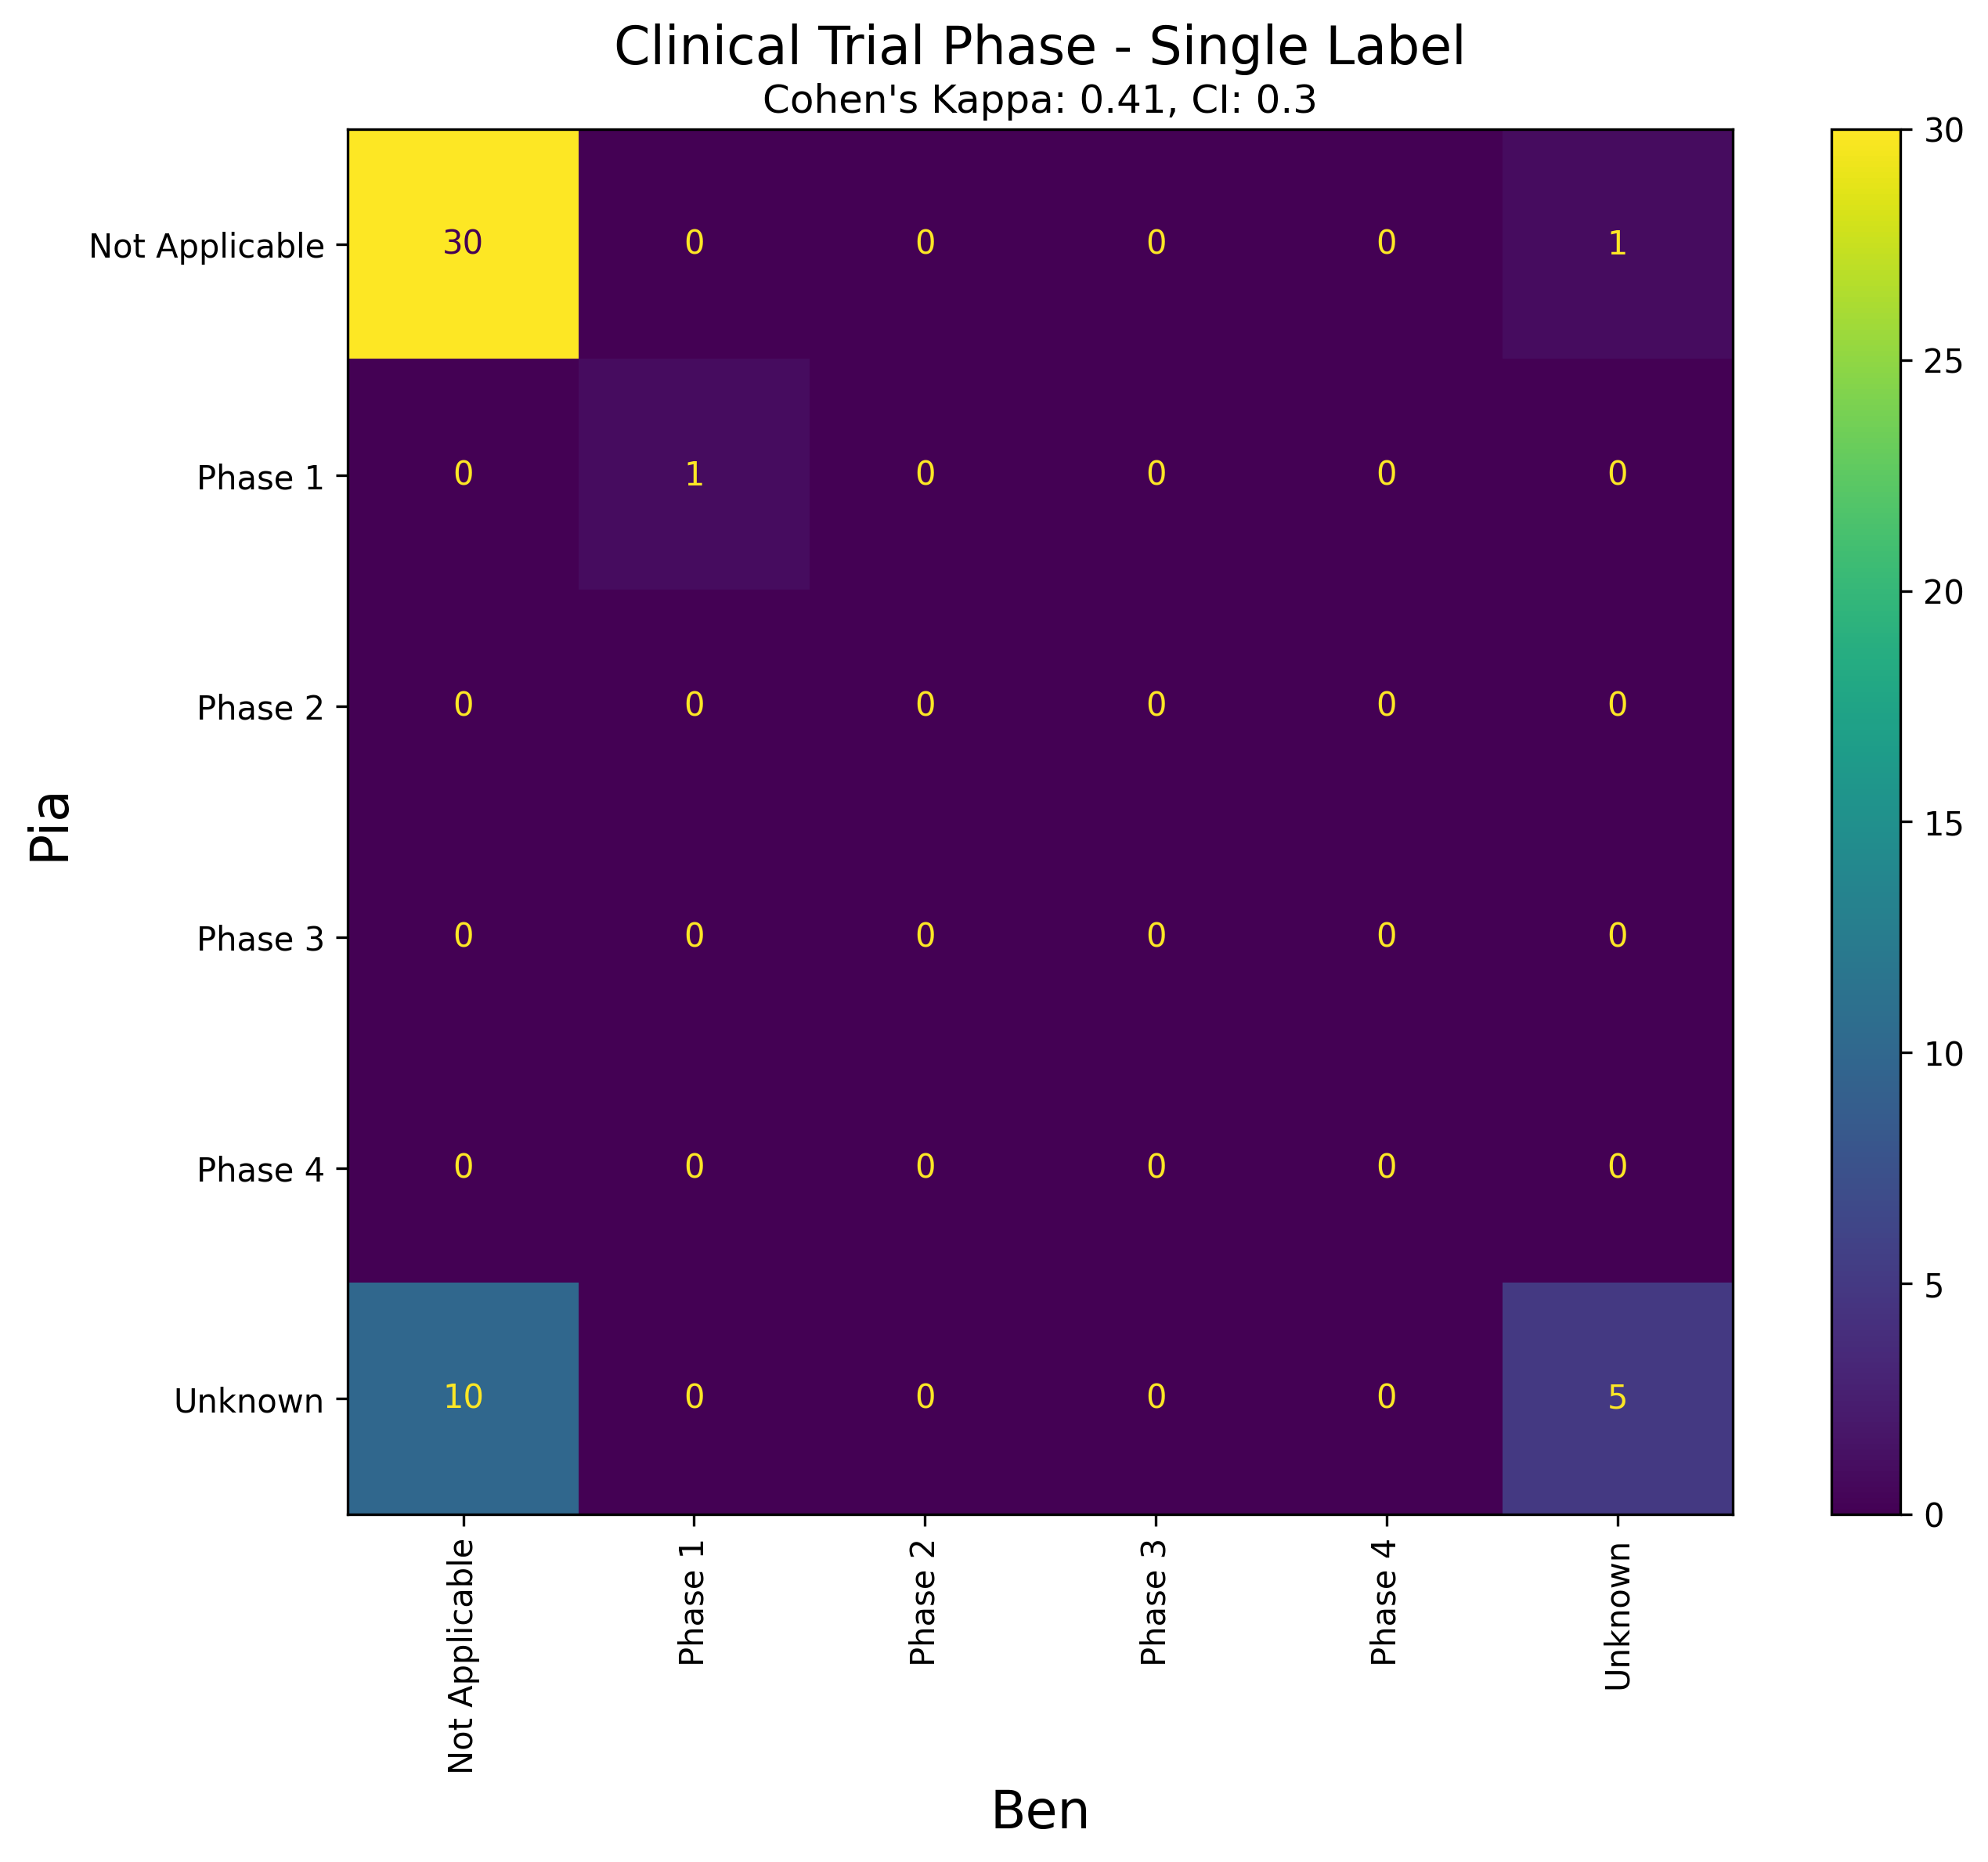 Clinical Trial Phase - Single Label
Cohen's Kappa: 0.41, CI: 0.3
Pia
Not Applicable 30 0 0 0 0 1
Phase 1 0 1 0 0 0 0
Phase 2 0 0 0 0 0 0
Phase 3 0 0 0 0 0 0
Phase 4 0 0 0 0 0 0
Unknown 10 0 0 0 0 5
Not Applicable
Phase 1
Phase 2
Phase 3
Phase 4
Unknown
Ben
30
25
20
15
10
5
0